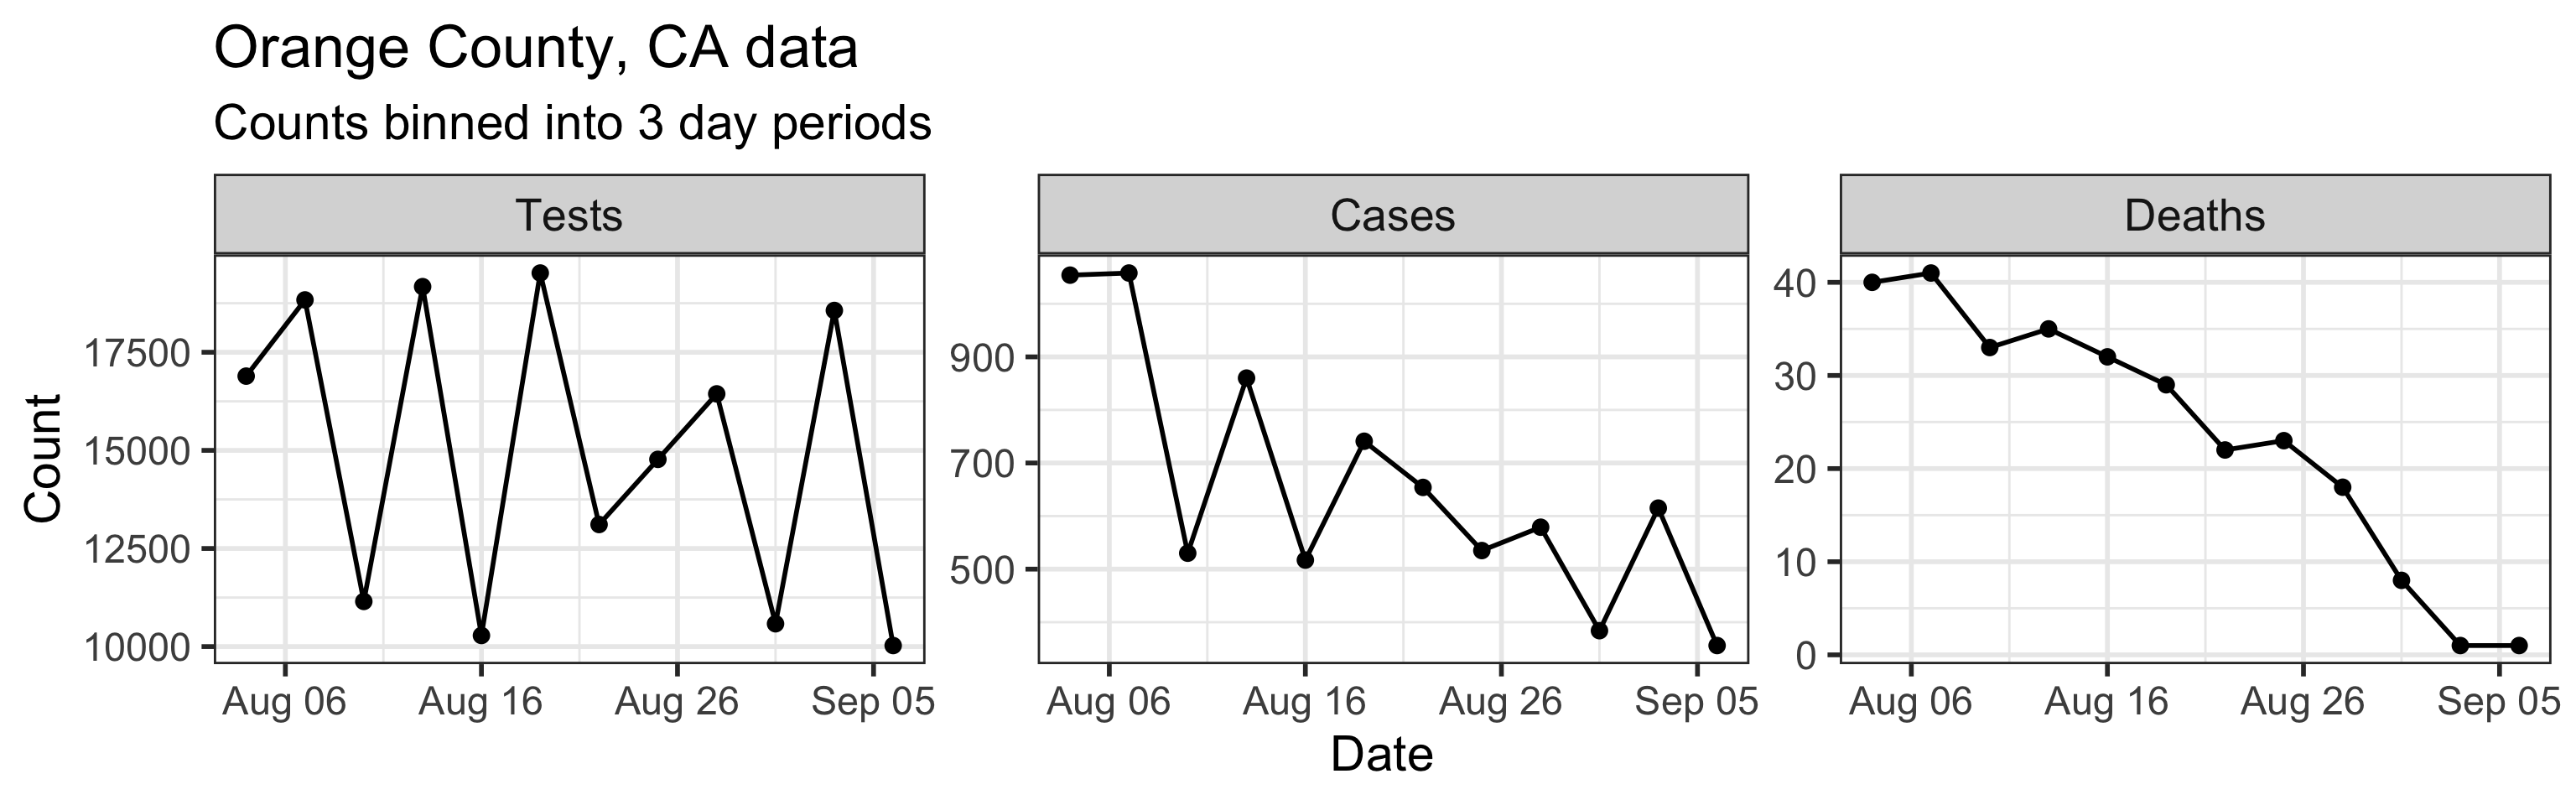 Orange County, CA data
Counts binned into 3 day periods
Tests
Cases
Deaths
Count
17500
15000
12500
10000
900
700
500
40
30
20
10
0
Aug 06 Aug 16 Aug 26 Sep 05
Aug 06 Aug 16 Aug 26 Sep 05
Aug 06 Aug 16 Aug 26 Sep 05
Date